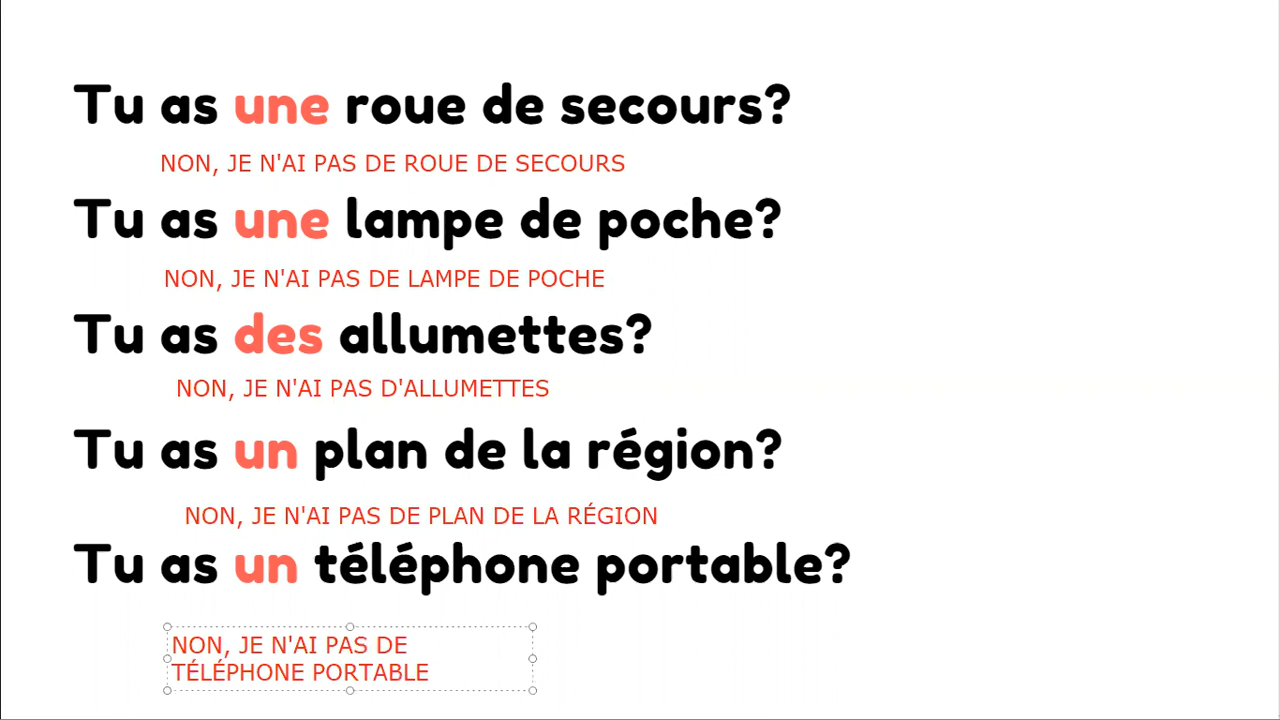 Tu as une roue de secours?
NON, JE N'AI PAS DE ROUE DE SECOURS
Tu as une lampe de poche?
NON, JE N'AI PAS DE LAMPE DE POCHE
Tu as des allumettes?
NON, JE N'AI PAS D'ALLUMETTES
Tu as un plan de la région?
NON, JE N'AI PAS DE PLAN DE LA RÉGION
Tu as un téléphone portable?
NON, JE N'AI PAS DE
TÉLÉPHONE PORTABLE